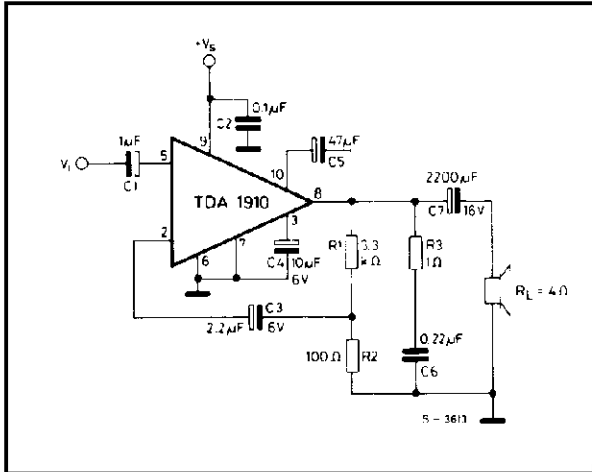 +Vs
0.1µF
C2
9
1µF
Vi
5
C1
47µF
C5
10
8
TDA 1910
2200µF
C7
16V
3
2
6
7
C4
10µF
6V
R1
3.3
kΩ
R3
1Ω
RL = 4Ω
C3
2.2µF
6V
100Ω
R2
0.22µF
C6
S-3613